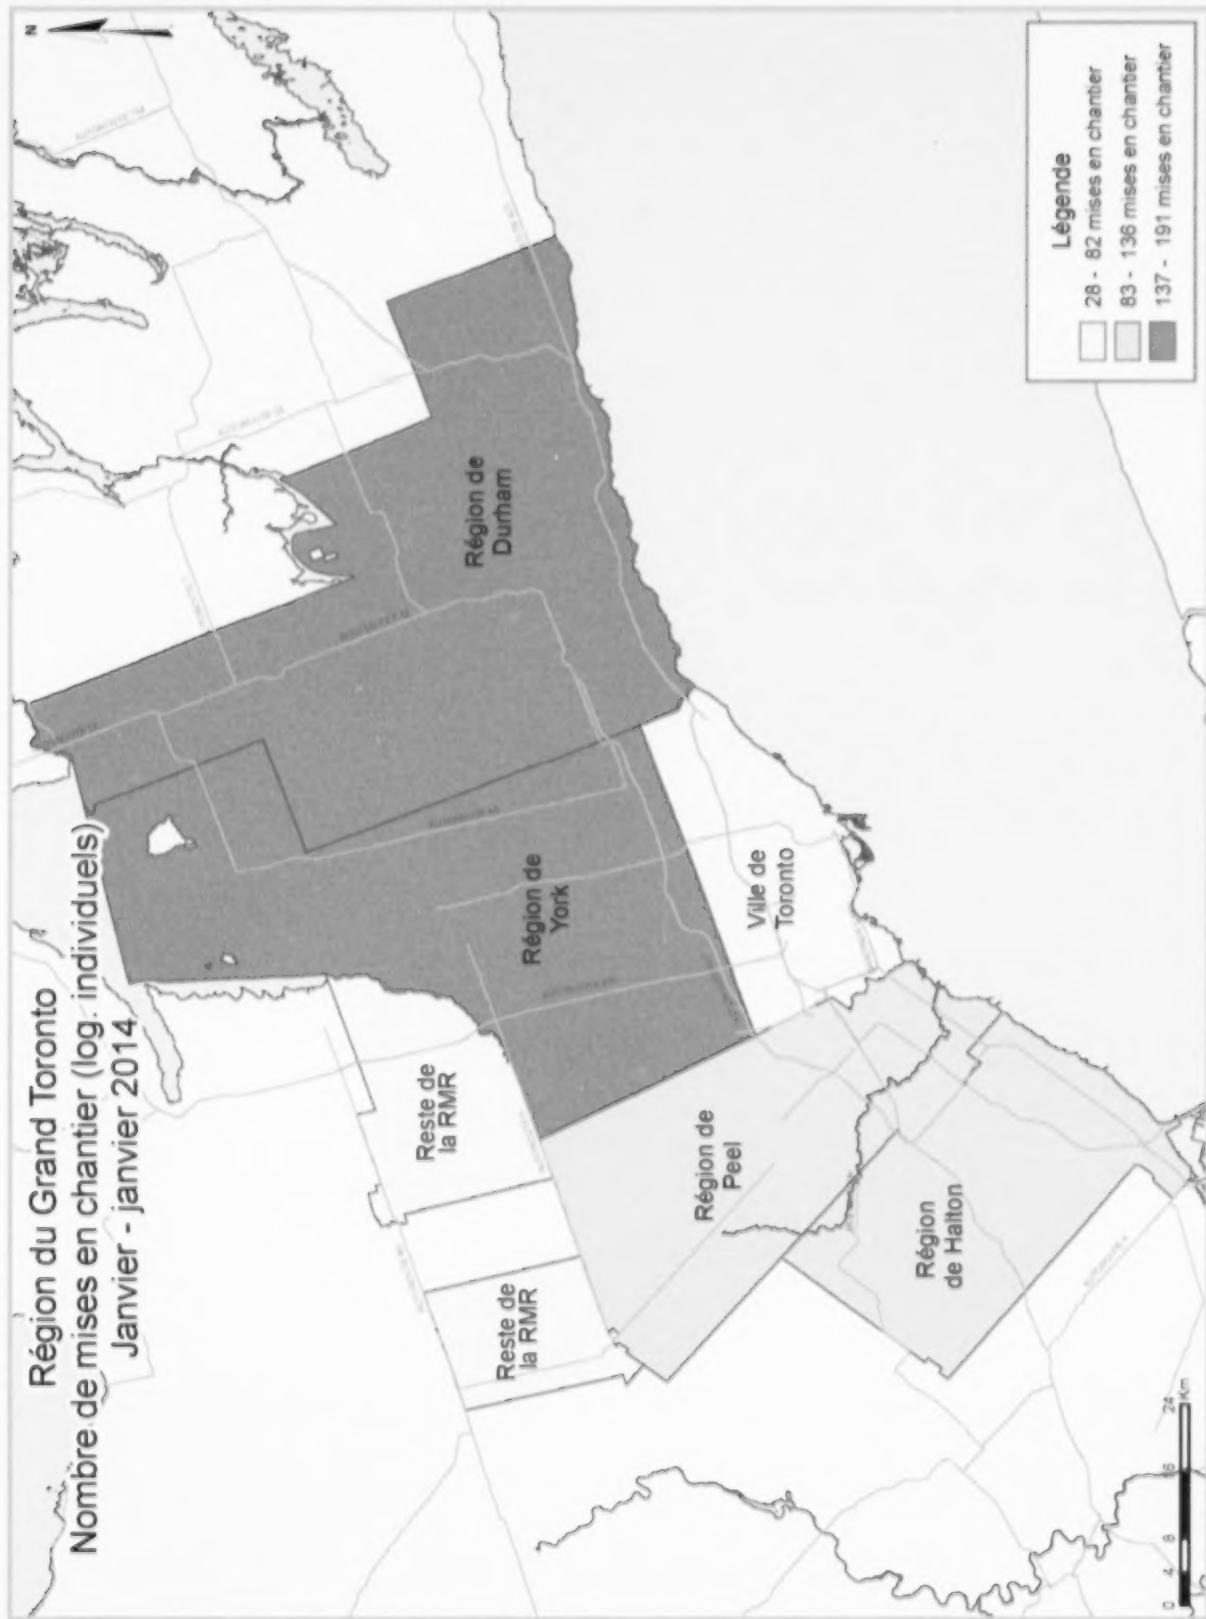 Région du Grand Toronto
Nombre de mises en chantier (log. individuels)
Janvier - janvier 2014
N
Reste de
la RMR
Reste de
la RMR
Région de
York
Région de
Durham
Région de
Peel
Ville de
Toronto
Région
de Halton
Légende
28 - 82 mises en chantier
83 - 136 mises en chantier
137 - 191 mises en chantier
0 4 8 16 24
Km